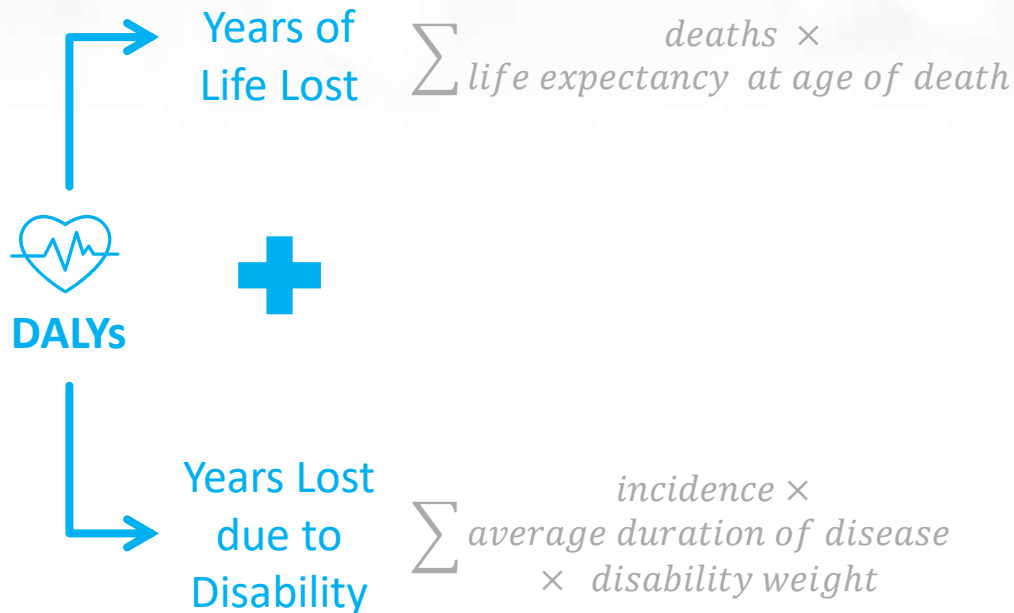 Years of
Life Lost
∑ deaths ×
life expectancy at age of death
DALYs
Years Lost
due to
Disability
∑ incidence ×
average duration of disease
× disability weight